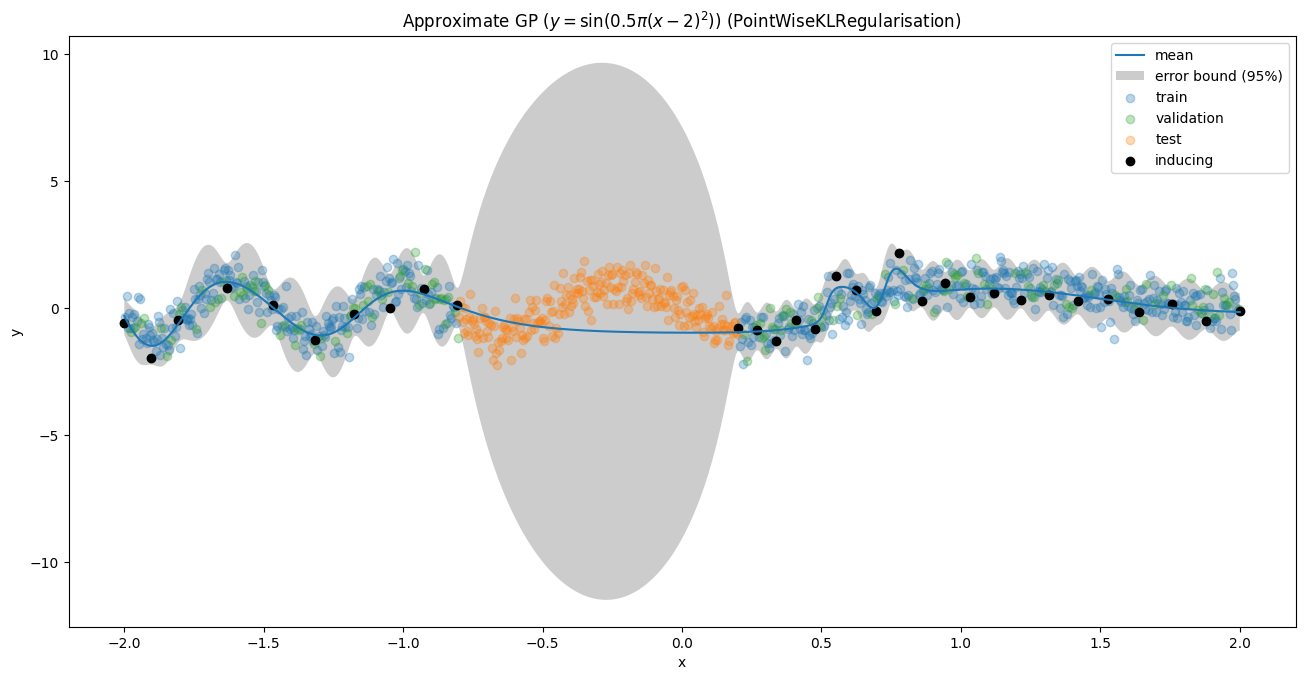 Approximate GP (y = sin(0.5π(x − 2)²)) (PointWiseKLRegularisation)
mean
error bound (95%)
train
validation
test
inducing
10
5
0
−5
−10
y
−2.0 −1.5 −1.0 −0.5 0.0 0.5 1.0 1.5 2.0
x